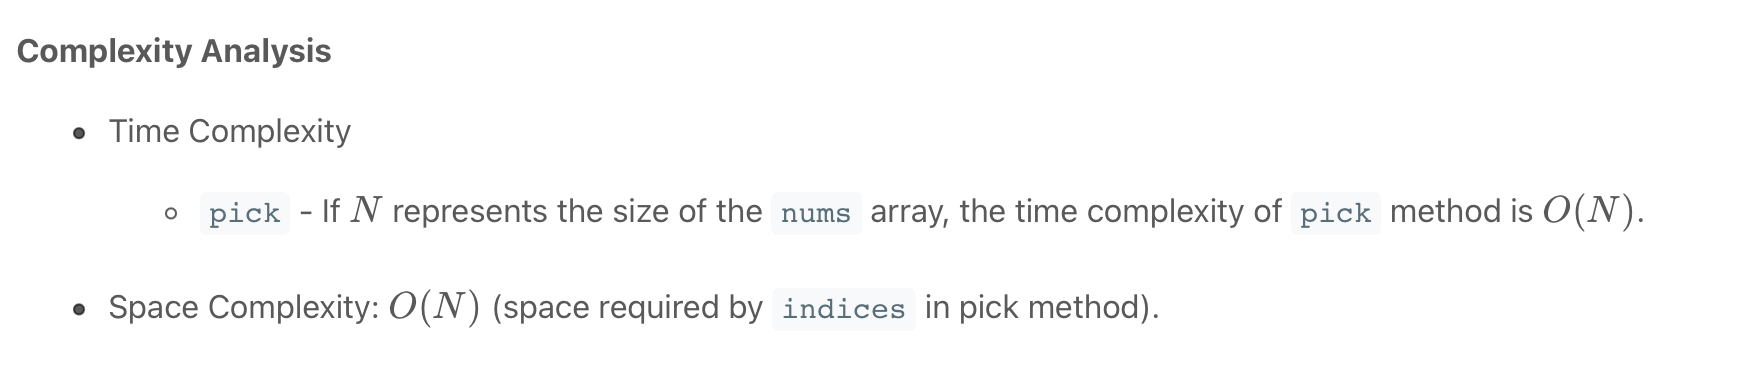 Complexity Analysis
• Time Complexity
◦ pick - If N represents the size of the nums array, the time complexity of pick method is O(N).
• Space Complexity: O(N) (space required by indices in pick method).